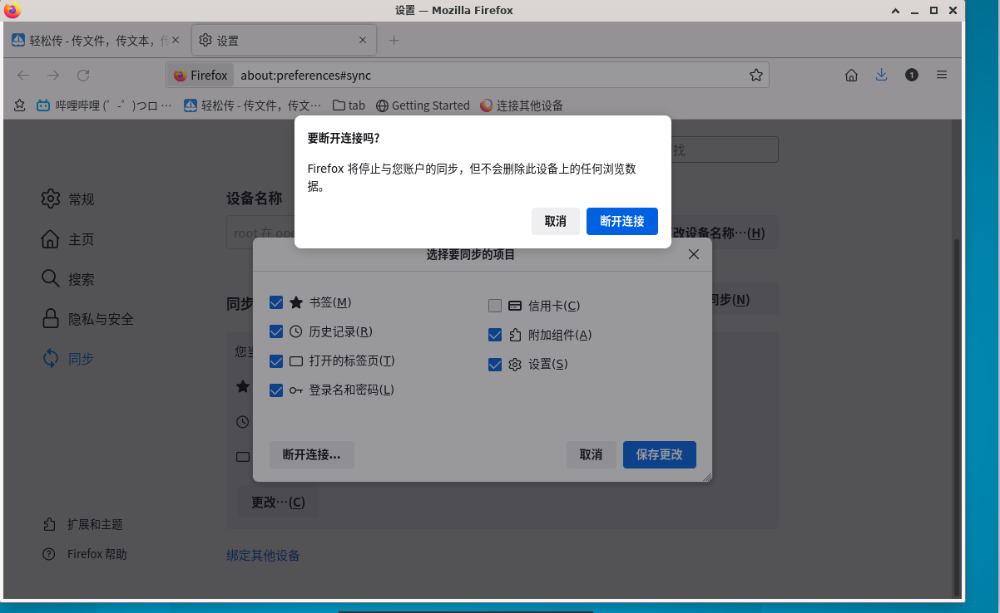 设置 — Mozilla Firefox
轻松传 - 传文件，传文本，传
设置
Firefox
about:preferences#sync
1
哔哩哔哩 (゜-゜)つロ …
轻松传 - 传文件，传文…
tab
Getting Started
连接其他设备
要断开连接吗?
Firefox 将停止与您账户的同步，但不会删除此设备上的任何浏览数
据。
取消
断开连接
找
常规
主页
搜索
隐私与安全
同步
设备名称
root 在 ope
改设备名称…(H)
同步
同步(N)
您当
选择要同步的项目
书签(M)
历史记录(R)
打开的标签页(T)
登录名和密码(L)
信用卡(C)
附加组件(A)
设置(S)
断开连接...
取消
保存更改
更改…(C)
绑定其他设备
扩展和主题
Firefox 帮助